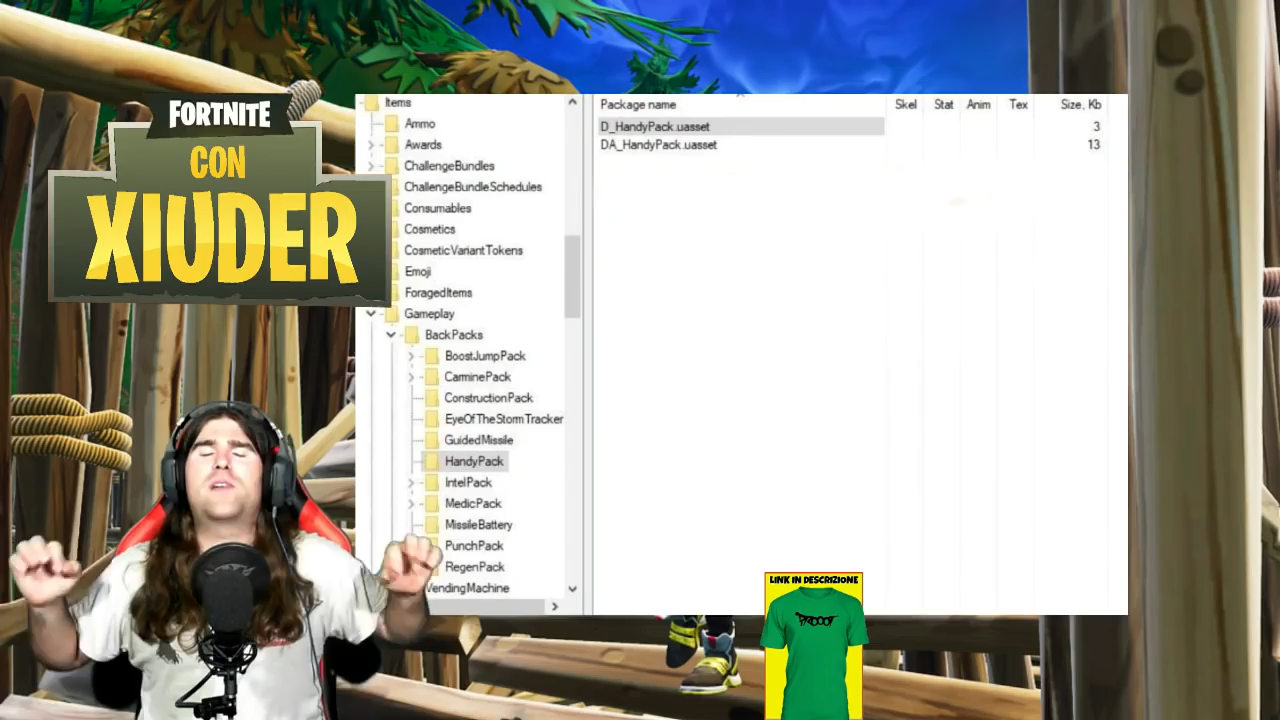 FORTNITE
CON
XIUDER
Items
Ammo
Awards
ChallengeBundles
ChallengeBundleSchedules
Consumables
Cosmetics
CosmeticVariantTokens
Emoji
ForagedItems
Gameplay
BackPacks
BoostJumpPack
CarminePack
ConstructionPack
EyeOfTheStormTracker
GuidedMissile
HandyPack
IntelPack
MedicPack
MissileBattery
PunchPack
RegenPack
VendingMachine
Package name Skel Stat Anim Tex Size, Kb
D_HandyPack.uasset 3
DA_HandyPack.uasset 13
LINK IN DESCRIZIONE
PROOOT